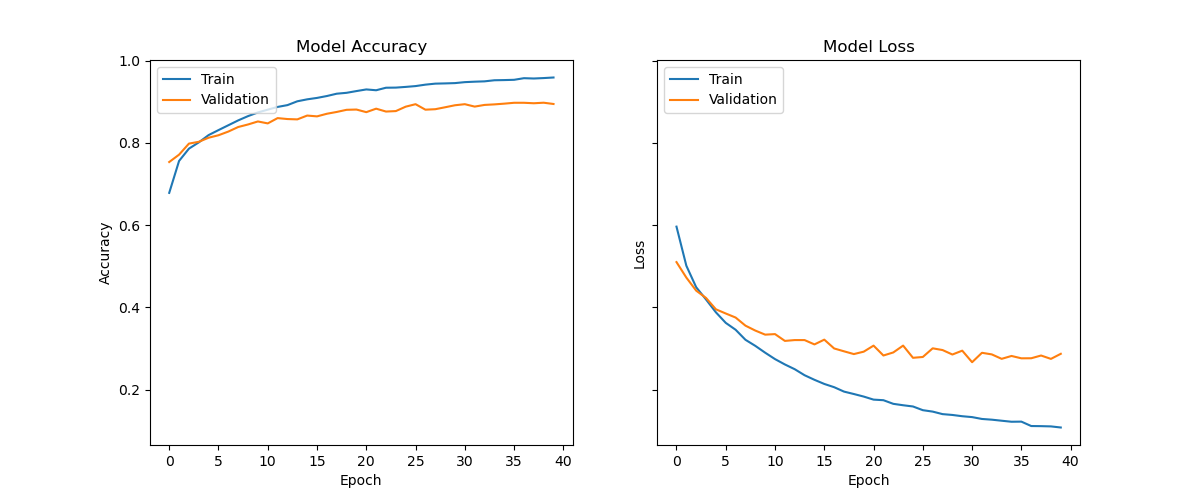 Model Accuracy
Train
Validation
1.0
0.8
0.6
0.4
0.2
Accuracy
0 5 10 15 20 25 30 35 40
Epoch
Model Loss
Train
Validation
Loss
0 5 10 15 20 25 30 35 40
Epoch